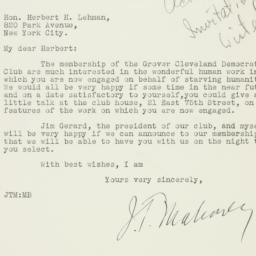 Hon. Herbert H. Lehman,
820 Park Avenue,
New York City.
Invitation
My dear Herbert:
The membership of the Grover Cleveland Democrat
Club are much interested in the wonderful human work in
which you are now engaged on behalf of starving humanit
We would all be very happy if some time in the near futu
and on a date satisfactory to yourself, you could give a
little talk at the club house, 21 East 75th Street, on
features of the work on which you are now engaged.
Jim Gerard, the president of our club, and mysel
will be very happy if we can announce to our membership
that we will be able to have you with us on the night t
you select.
With best wishes, I am
Yours very sincerely,
JTM:MB
J. T. Mahoney